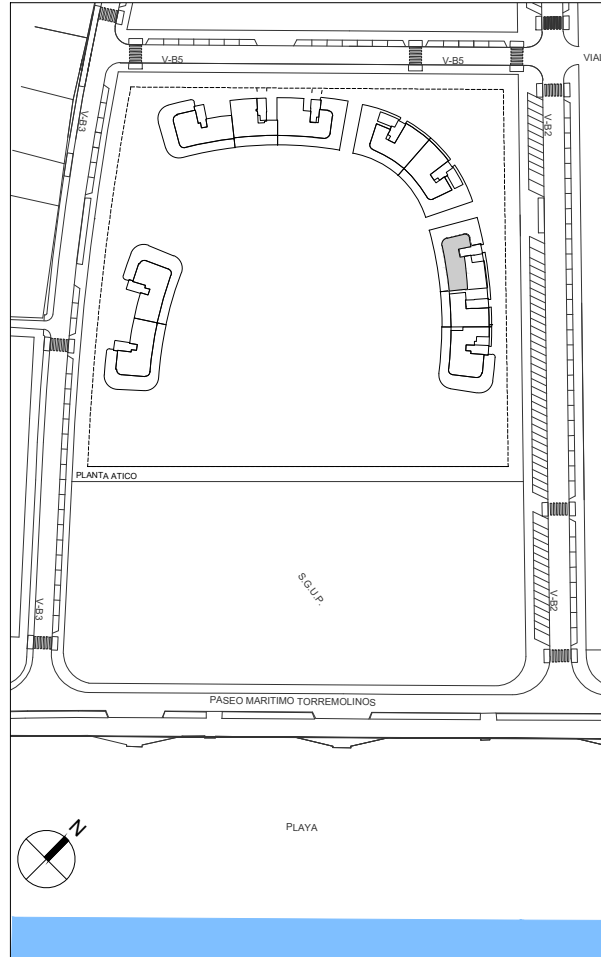 V-B5
V-B5
VIAL
V-B3
V-B2
PLANTA ATICO
S.G.U.P.
V-B3
V-B2
PASEO MARITIMO TORREMOLINOS
N
PLAYA